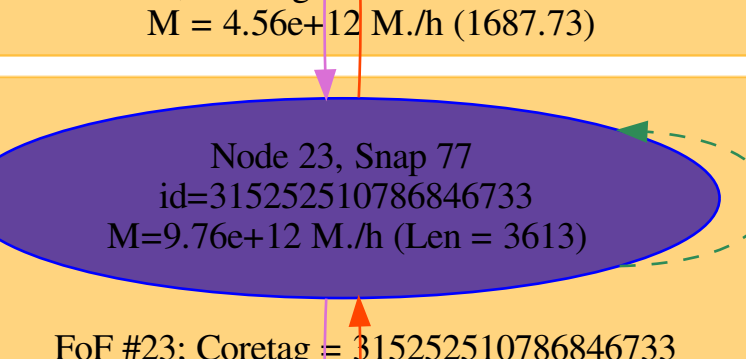 M = 4.56e+12 M./h (1687.73)
Node 23, Snap 77
id=315252510786846733
M=9.76e+12 M./h (Len = 3613)
FoF #23; Coretag = 315252510786846733